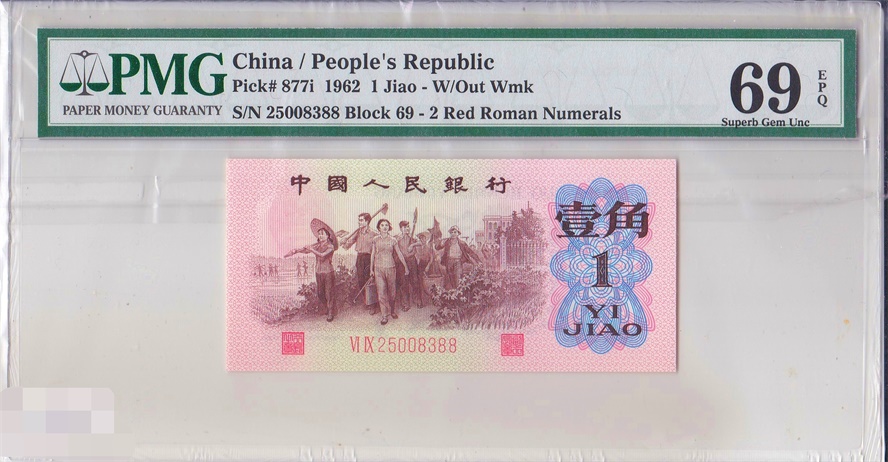 PMG
PAPER MONEY GUARANTY
China / People's Republic
Pick# 877i 1962 1 Jiao - W/Out Wmk
S/N 25008388 Block 69 - 2 Red Roman Numerals
69
EPQ
Superb Gem Unc
中國人民銀行
壹角
1
YI
JIAO
VI IX 25008388